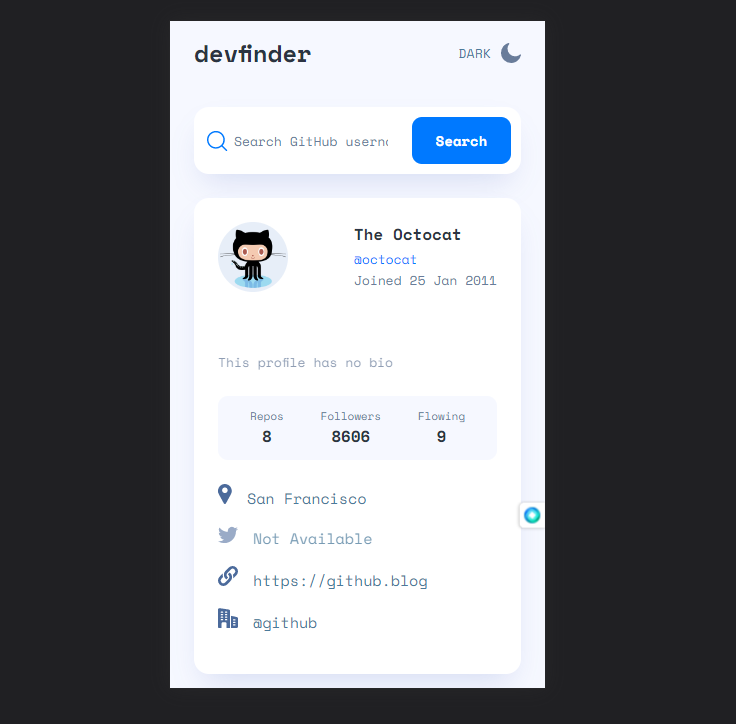 devfinder
DARK
Search GitHub userna
Search
The Octocat
@octocat
Joined 25 Jan 2011
This profile has no bio
Repos Followers Flowing
8 8606 9
San Francisco
Not Available
https://github.blog
@github